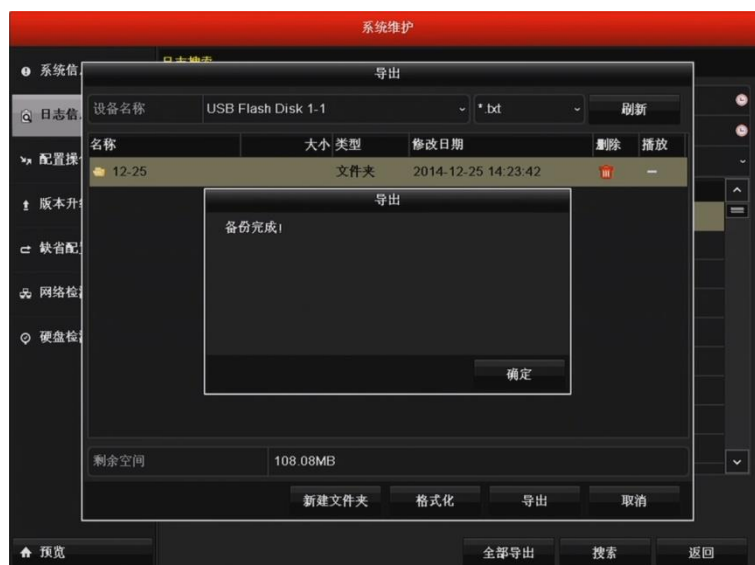 系统维护
系统信
日志搜索
导出
设备名称 USB Flash Disk 1-1 *.txt 刷新
日志信
名称 大小 类型 修改日期 删除 播放
配置操
12-25 文件夹 2014-12-25 14:23:42
版本升
导出
备份完成!
缺省配
网络检
硬盘检
确定
剩余空间 108.08MB
新建文件夹 格式化 导出 取消
预览 全部导出 搜索 返回